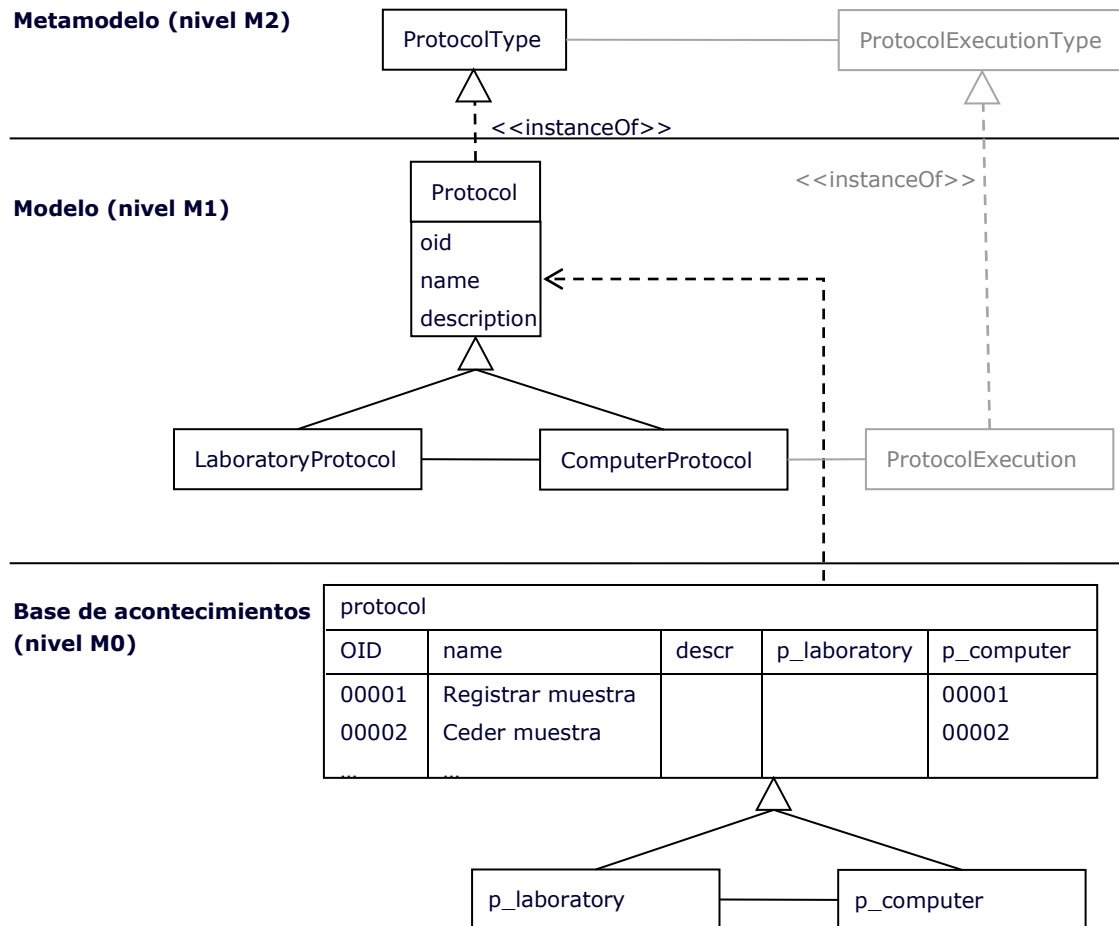 Metamodelo (nivel M2)
ProtocolType
ProtocolExecutionType
<<instanceOf>>
Protocol
<<instanceOf>>
Modelo (nivel M1)
oid
name
description
LaboratoryProtocol
ComputerProtocol
ProtocolExecution
Base de acontecimientos
(nivel M0)
protocol
OID name descr p_laboratory p_computer
00001 Registrar muestra 00001
00002 Ceder muestra 00002
... ...
p_laboratory
p_computer